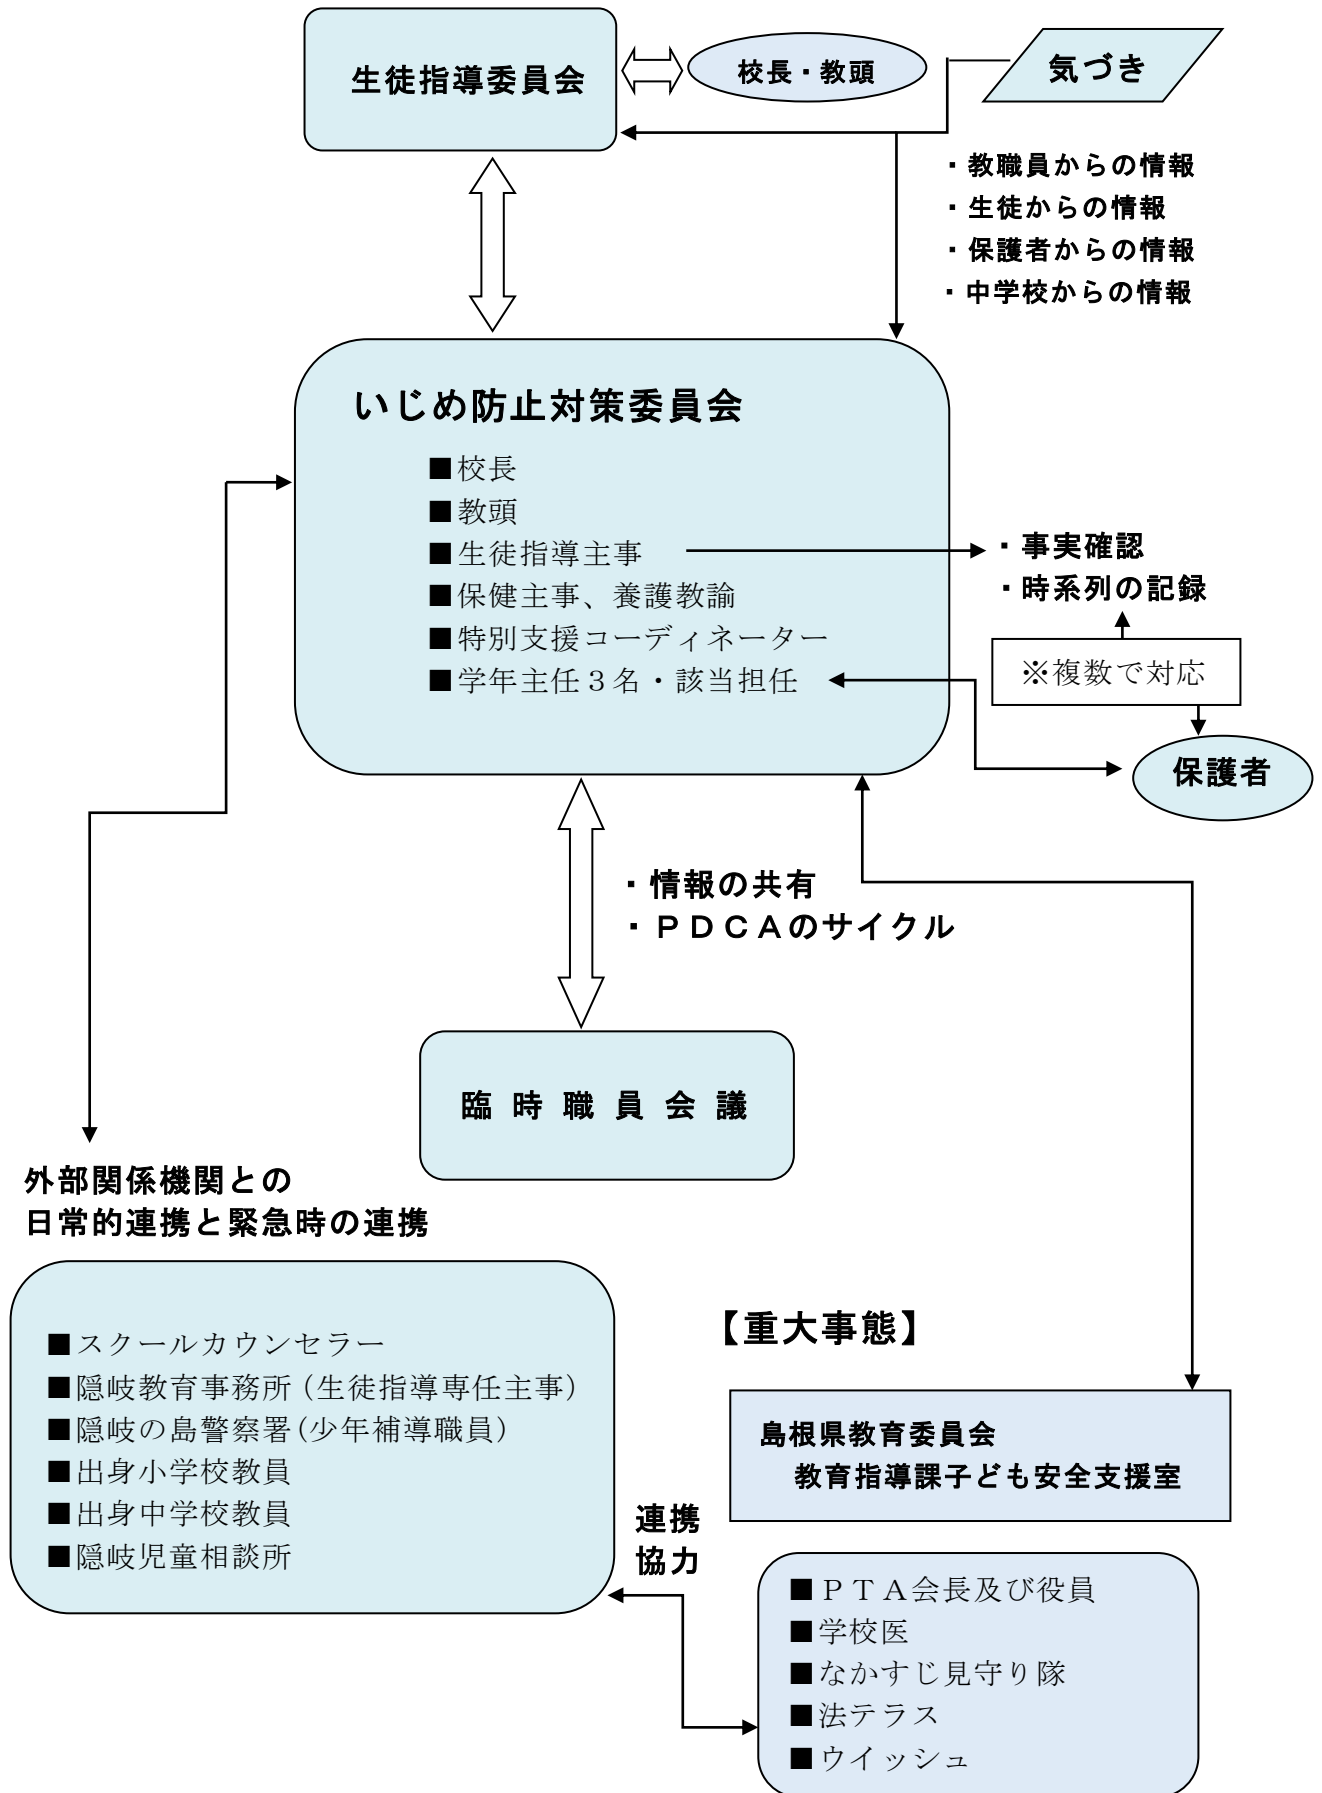 生徒指導委員会
校長・教頭
気づき
・教職員からの情報
・生徒からの情報
・保護者からの情報
・中学校からの情報
いじめ防止対策委員会
■校長
■教頭
■生徒指導主事
■保健主事、養護教諭
■特別支援コーディネーター
■学年主任３名・該当担任
・事実確認
・時系列の記録
※複数で対応
保護者
・情報の共有
・ＰＤＣＡのサイクル
臨時職員会議
外部関係機関との
日常的連携と緊急時の連携
■スクールカウンセラー
■隠岐教育事務所(生徒指導専任主事)
■隠岐の島警察署(少年補導職員)
■出身小学校教員
■出身中学校教員
■隠岐児童相談所
【重大事態】
島根県教育委員会
教育指導課子ども安全支援室
連携
協力
■ＰＴＡ会長及び役員
■学校医
■なかすじ見守り隊
■法テラス
■ウイッシュ